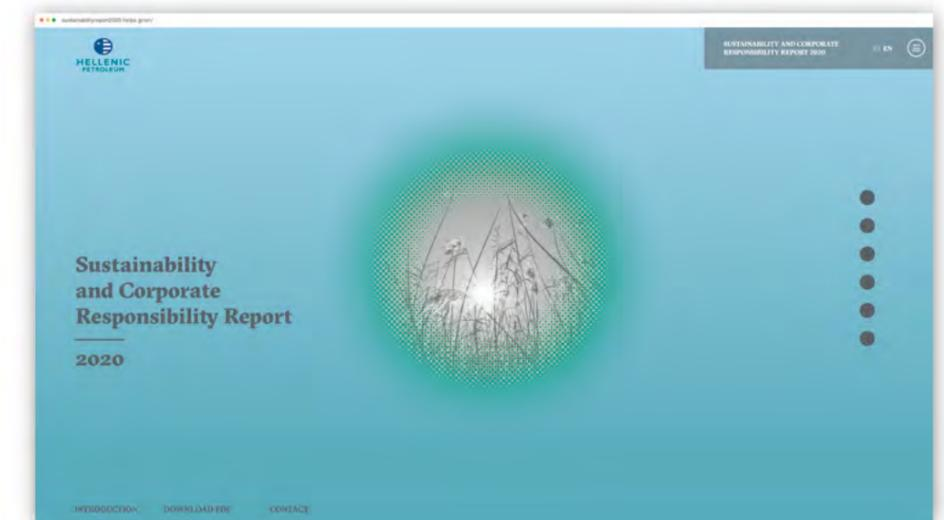 HELLENIC
PETROLEUM
SUSTAINABILITY AND CORPORATE
RESPONSIBILITY REPORT 2020
EN
Sustainability
and Corporate
Responsibility Report
2020
INTRODUCTION DOWNLOAD PDF CONTACT